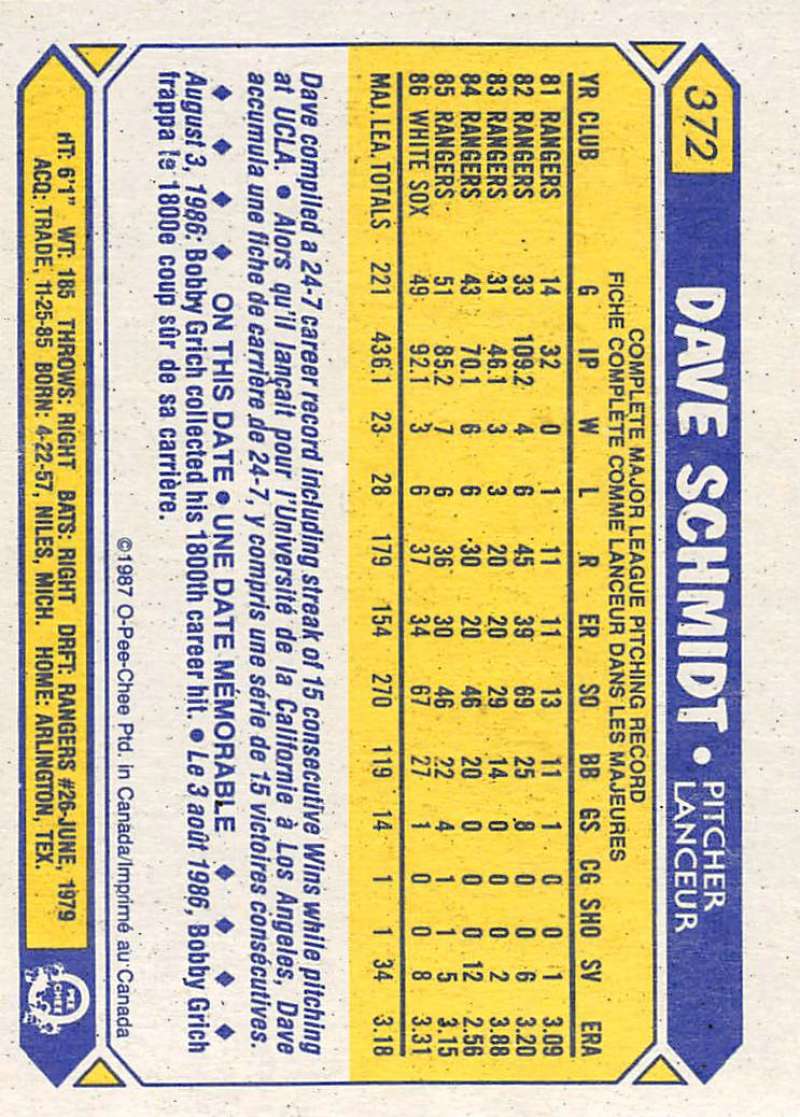 372
DAVE SCHMIDT • PITCHER
LANCEUR
COMPLETE MAJOR LEAGUE PITCHING RECORD
FICHE COMPLÈTE COMME LANCEUR DANS LES MAJEURES
YR CLUB G IP W L R ER SO BB GS CG SHO SV ERA
81 RANGERS 14 32 0 1 11 11 13 11 1 0 0 1 3.09
82 RANGERS 33 109.2 4 6 45 39 69 25 8 0 0 6 3.20
83 RANGERS 31 46.1 3 3 20 20 29 14 0 0 0 2 3.88
84 RANGERS 43 70.1 6 6 30 20 46 20 0 0 0 12 2.56
85 RANGERS 51 85.2 7 6 36 30 46 22 4 1 1 5 3.15
86 WHITE SOX 49 92.1 3 6 37 34 67 27 1 0 0 8 3.31
MAJ. LEA. TOTALS 221 436.1 23 28 179 154 270 119 14 1 1 34 3.18
Dave compiled a 24-7 career record including streak of 15 consecutive Wins while pitching
at UCLA. • Alors qu'il lançait pour l'Université de la Californie à Los Angeles, Dave
accumula une fiche de carrière de 24-7, y compris une série de 15 victoires consécutives.
♦ ♦ ♦ ♦ ON THIS DATE • UNE DATE MÉMORABLE ♦ ♦ ♦ ♦
August 3, 1986: Bobby Grich collected his 1800th career hit. • Le 3 août 1986, Bobby Grich
frappa le 1800e coup sûr de sa carrière.
©1987 O-Pee-Chee Ptd. in Canada/Imprimé au Canada
HT: 6'1" WT: 185 THROWS: RIGHT BATS: RIGHT DRFT: RANGERS #26-JUNE, 1979
ACQ: TRADE, 11-25-85 BORN: 4-22-57, NILES, MICH. HOME: ARLINGTON, TEX.
O PEE CHEE